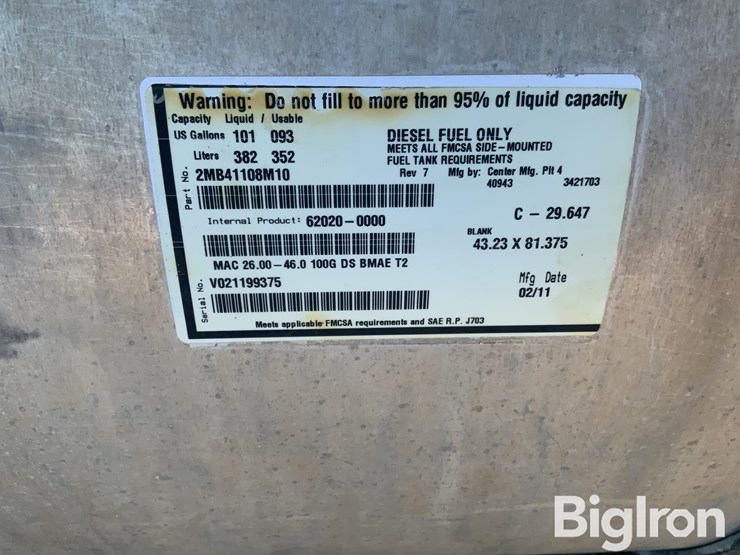 Warning: Do not fill to more than 95% of liquid capacity
Capacity Liquid / Usable
US Gallons 101 093
Liters 382 352
DIESEL FUEL ONLY
MEETS ALL FMCSA SIDE-MOUNTED
FUEL TANK REQUIREMENTS
Rev 7 Mfg by: Center Mfg. Plt 4
40943 3421703
Part No.
2MB41108M10
Internal Product: 62020-0000
C - 29.647
BLANK
43.23 X 81.375
MAC 26.00-46.0 100G DS BMAE T2
Serial No.
V021199375
Mfg Date
02/11
Meets applicable FMCSA requirements and SAE R.P. J703
BigIron